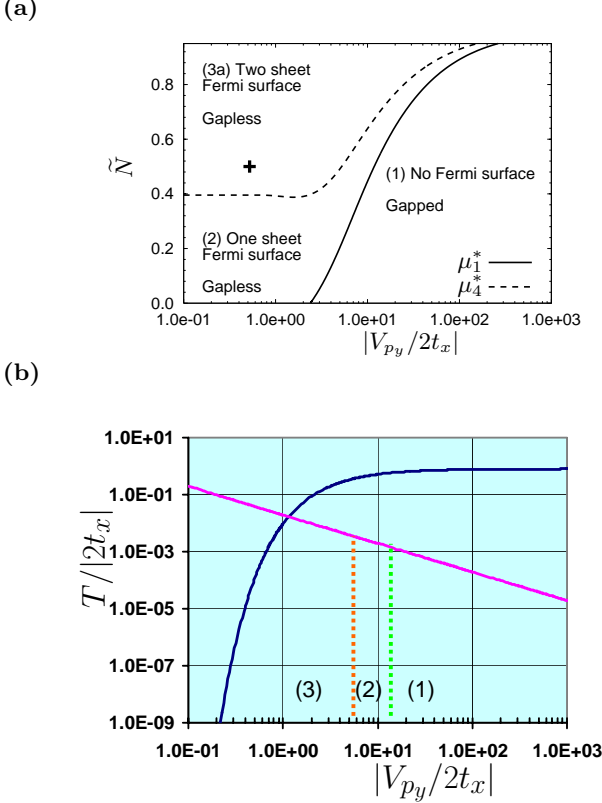 (a)
(3a) Two sheet
Fermi surface
Gapless
(1) No Fermi surface
Gapped
(2) One sheet
Fermi surface
Gapless
μ₁*
μ₄*
Ñ
0.8
0.6
0.4
0.2
0.0
1.0e-01 1.0e+00 1.0e+01 1.0e+02 1.0e+03
|V_{p_y}/2t_x|
(b)
T/|2t_x|
1.0E+01
1.0E-01
1.0E-03
1.0E-05
1.0E-07
1.0E-09
(3) (2) (1)
1.0E-01 1.0E+00 1.0E+01 1.0E+02 1.0E+03
|V_{p_y}/2t_x|